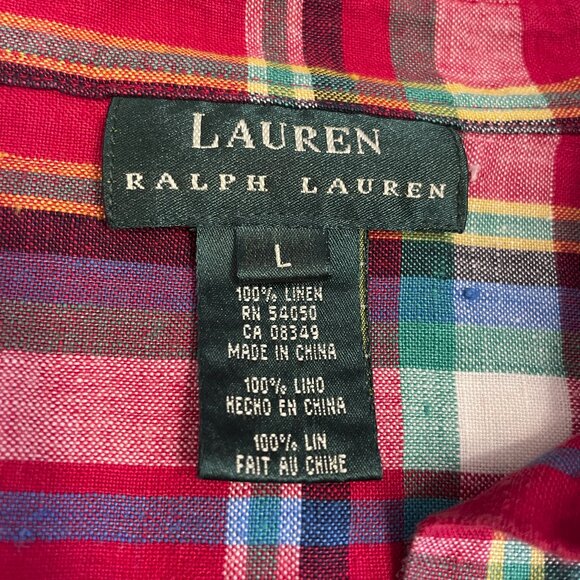 LAUREN
RALPH LAUREN
L
100% LINEN
RN 54050
CA 08349
MADE IN CHINA
100% LINO
HECHO EN CHINA
100% LIN
FAIT AU CHINE